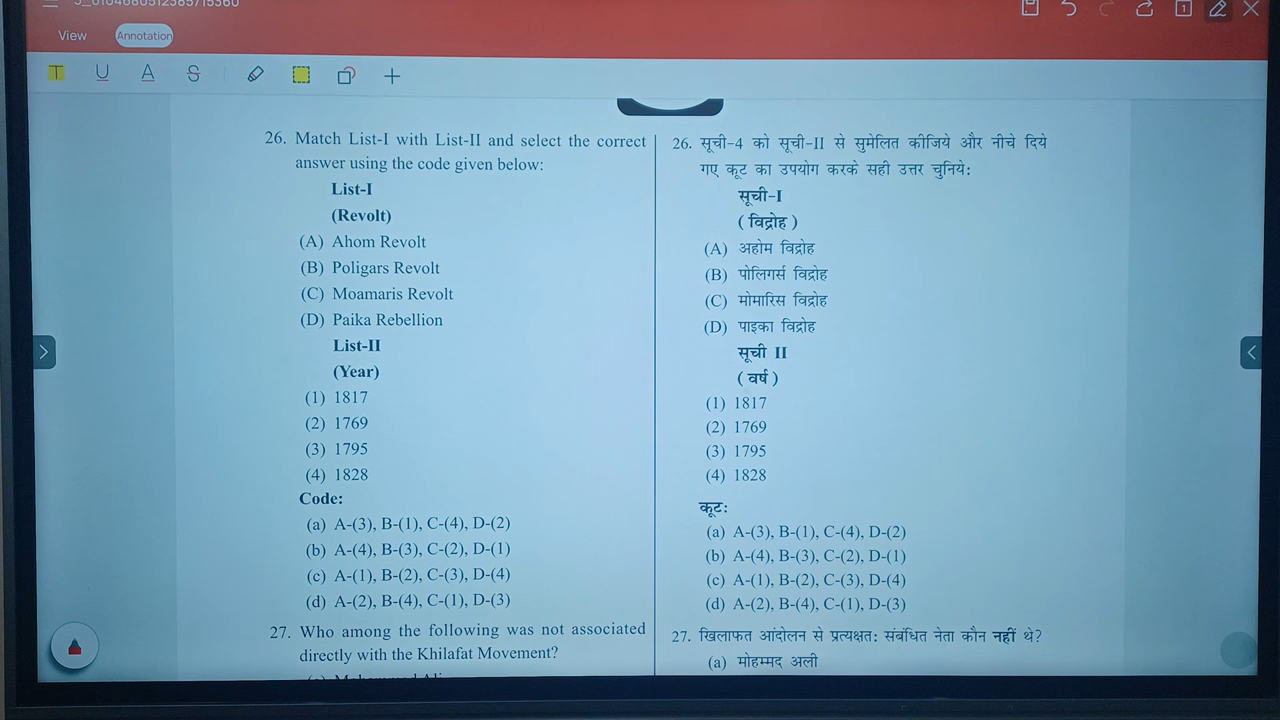 View
Annotation
26. Match List-I with List-II and select the correct
answer using the code given below:
List-I
(Revolt)
(A) Ahom Revolt
(B) Poligars Revolt
(C) Moamaris Revolt
(D) Paika Rebellion
List-II
(Year)
(1) 1817
(2) 1769
(3) 1795
(4) 1828
Code:
(a) A-(3), B-(1), C-(4), D-(2)
(b) A-(4), B-(3), C-(2), D-(1)
(c) A-(1), B-(2), C-(3), D-(4)
(d) A-(2), B-(4), C-(1), D-(3)
27. Who among the following was not associated
directly with the Khilafat Movement?
26. सूची-4 को सूची-II से सुमेलित कीजिये और नीचे दिये
गए कूट का उपयोग करके सही उत्तर चुनिये:
सूची-I
( विद्रोह )
(A) अहोम विद्रोह
(B) पोलिगर्स विद्रोह
(C) मोमारिस विद्रोह
(D) पाइका विद्रोह
सूची II
( वर्ष )
(1) 1817
(2) 1769
(3) 1795
(4) 1828
कूट:
(a) A-(3), B-(1), C-(4), D-(2)
(b) A-(4), B-(3), C-(2), D-(1)
(c) A-(1), B-(2), C-(3), D-(4)
(d) A-(2), B-(4), C-(1), D-(3)
27. खिलाफत आंदोलन से प्रत्यक्षत: संबंधित नेता कौन नहीं थे?
(a) मोहम्मद अली